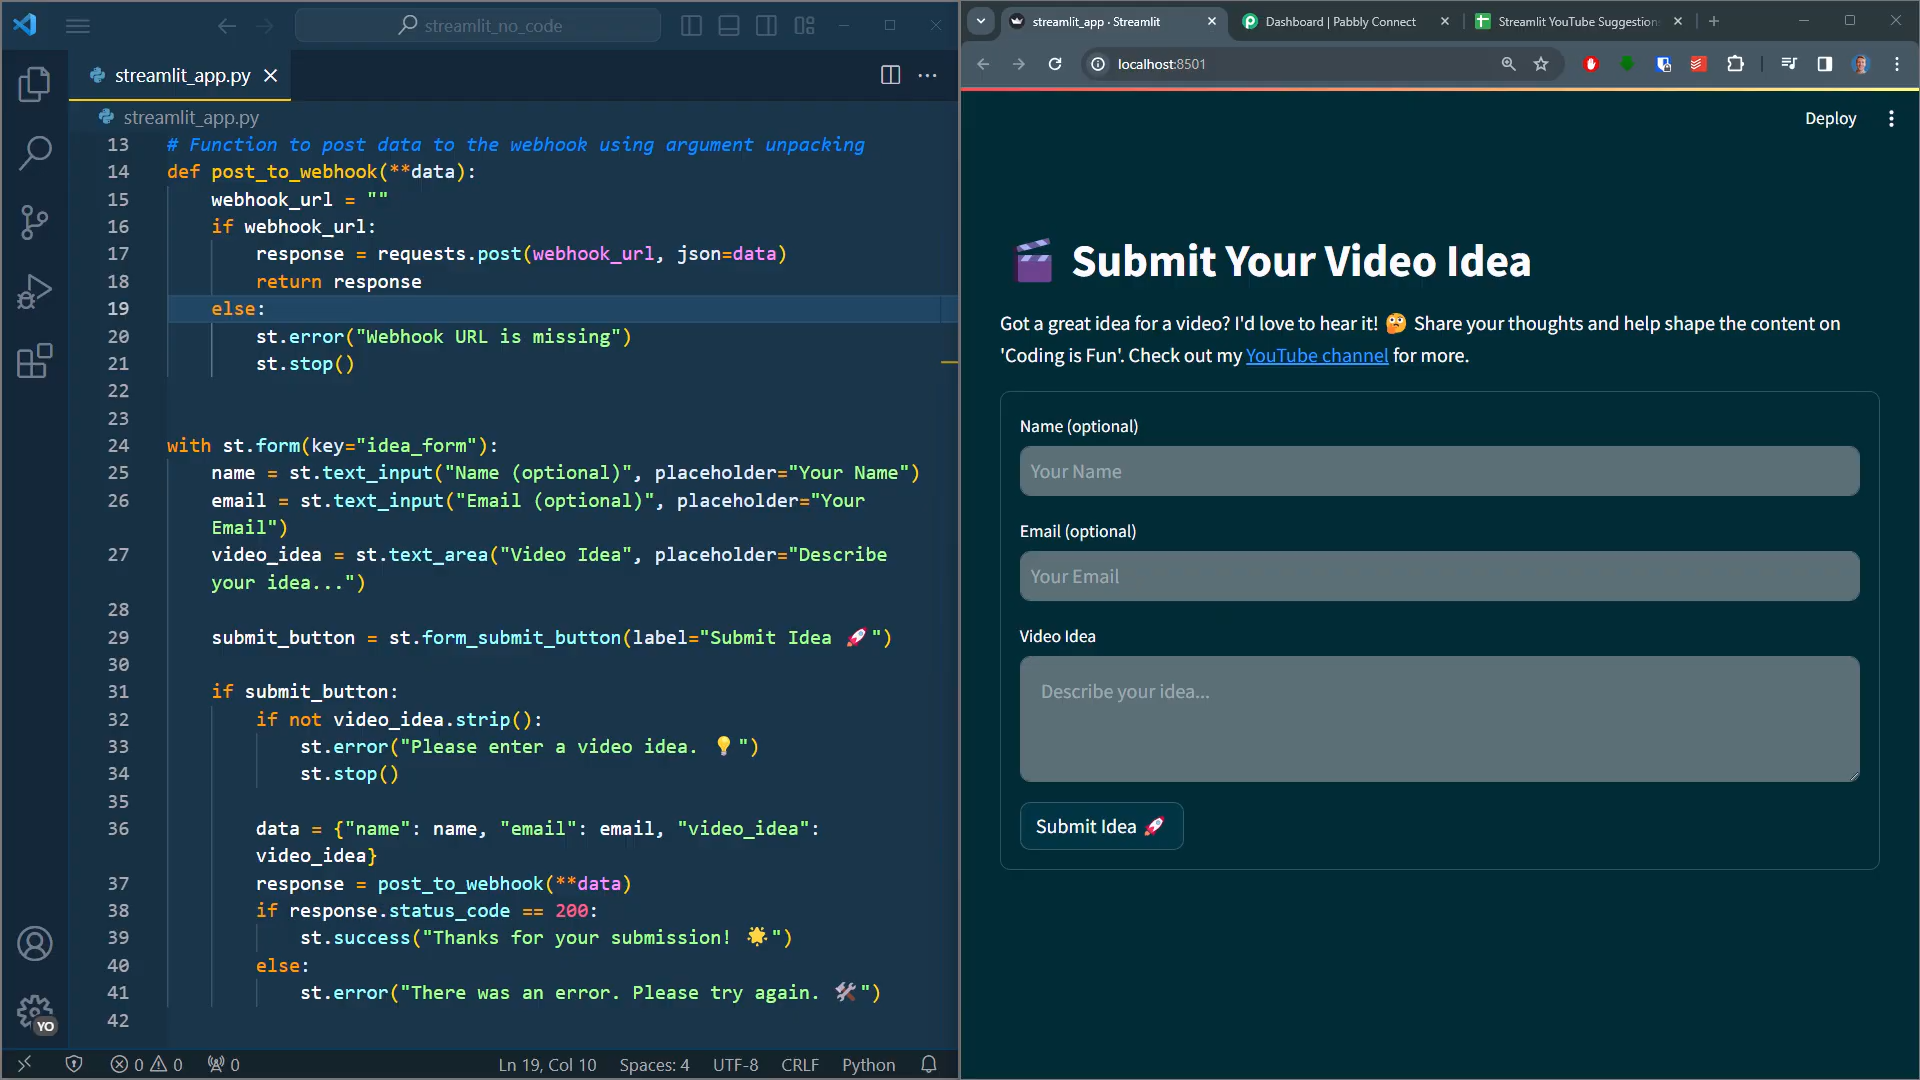 streamlit_no_code
streamlit_app.py
streamlit_app.py
13 # Function to post data to the webhook using argument unpacking
14 def post_to_webhook(**data):
15 webhook_url = ""
16 if webhook_url:
17 response = requests.post(webhook_url, json=data)
18 return response
19 else:
20 st.error("Webhook URL is missing")
21 st.stop()
22
23
24 with st.form(key="idea_form"):
25 name = st.text_input("Name (optional)", placeholder="Your Name")
26 email = st.text_input("Email (optional)", placeholder="Your
Email")
27 video_idea = st.text_area("Video Idea", placeholder="Describe
your idea...")
28
29 submit_button = st.form_submit_button(label="Submit Idea 🚀")
30
31 if submit_button:
32 if not video_idea.strip():
33 st.error("Please enter a video idea. 💡")
34 st.stop()
35
36 data = {"name": name, "email": email, "video_idea":
video_idea}
37 response = post_to_webhook(**data)
38 if response.status_code == 200:
39 st.success("Thanks for your submission! 🌟")
40 else:
41 st.error("There was an error. Please try again. 🛠️")
42
YO
0 0 0 Ln 19, Col 10 Spaces: 4 UTF-8 CRLF Python
streamlit_app · Streamlit Dashboard | Pabbly Connect Streamlit YouTube Suggestion
localhost:8501
Deploy
🎬 Submit Your Video Idea
Got a great idea for a video? I'd love to hear it! 🤔 Share your thoughts and help shape the content on
'Coding is Fun'. Check out my YouTube channel for more.
Name (optional)
Your Name
Email (optional)
Your Email
Video Idea
Describe your idea...
Submit Idea 🚀